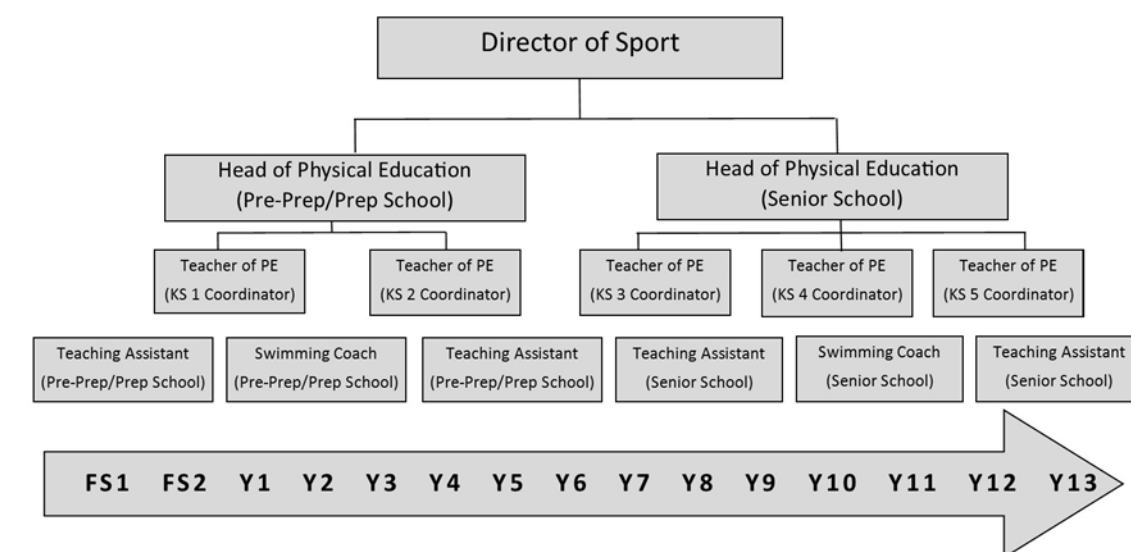 Director of Sport
Head of Physical Education
(Pre-Prep/Prep School)
Head of Physical Education
(Senior School)
Teacher of PE
(KS 1 Coordinator)
Teacher of PE
(KS 2 Coordinator)
Teacher of PE
(KS 3 Coordinator)
Teacher of PE
(KS 4 Coordinator)
Teacher of PE
(KS 5 Coordinator)
Teaching Assistant
(Pre-Prep/Prep School)
Swimming Coach
(Pre-Prep/Prep School)
Teaching Assistant
(Pre-Prep/Prep School)
Teaching Assistant
(Senior School)
Swimming Coach
(Senior School)
Teaching Assistant
(Senior School)
FS1 FS2 Y1 Y2 Y3 Y4 Y5 Y6 Y7 Y8 Y9 Y10 Y11 Y12 Y13